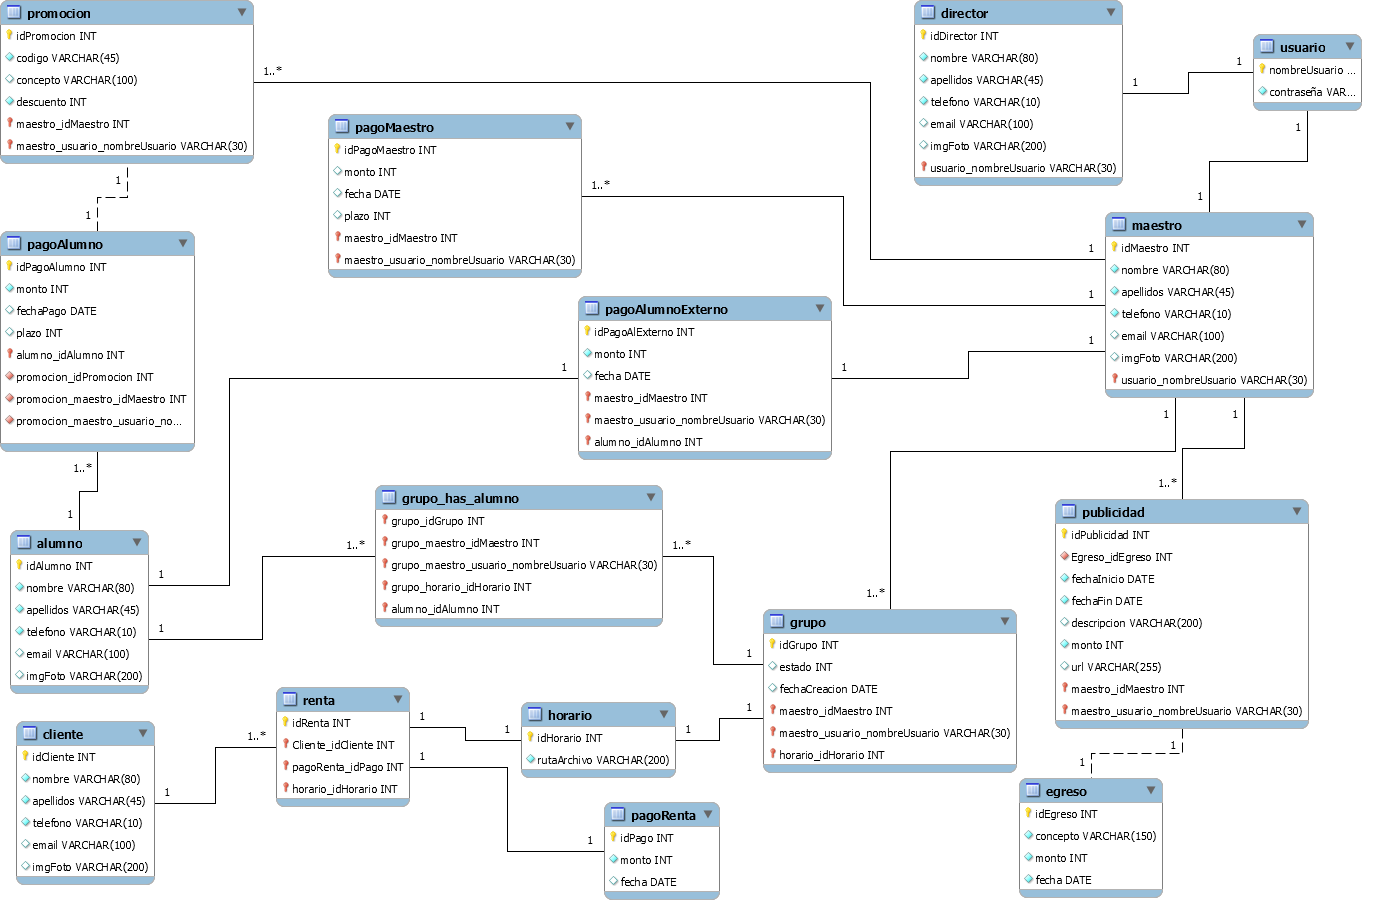 promocion
idPromocion INT
codigo VARCHAR(45)
concepto VARCHAR(100)
descuento INT
maestro_idMaestro INT
maestro_usuario_nombreUsuario VARCHAR(30)
1..*
1
1
1
pagoMaestro
idPagoMaestro INT
monto INT
fecha DATE
plazo INT
maestro_idMaestro INT
maestro_usuario_nombreUsuario VARCHAR(30)
1..*
1
director
idDirector INT
nombre VARCHAR(80)
apellidos VARCHAR(45)
telefono VARCHAR(10)
email VARCHAR(100)
imgFoto VARCHAR(200)
usuario_nombreUsuario VARCHAR(30)
1
1
usuario
nombreUsuario ...
contraseña VAR...
1
1
maestro
idMaestro INT
nombre VARCHAR(80)
apellidos VARCHAR(45)
telefono VARCHAR(10)
email VARCHAR(100)
imgFoto VARCHAR(200)
usuario_nombreUsuario VARCHAR(30)
pagoAlumno
idPagoAlumno INT
monto INT
fechaPago DATE
plazo INT
alumno_idAlumno INT
promocion_idPromocion INT
promocion_maestro_idMaestro INT
promocion_maestro_usuario_no...
1..*
1
pagoAlumnoExterno
idPagoAlExterno INT
monto INT
fecha DATE
maestro_idMaestro INT
maestro_usuario_nombreUsuario VARCHAR(30)
alumno_idAlumno INT
1
1
1
1
grupo_has_alumno
grupo_idGrupo INT
grupo_maestro_idMaestro INT
grupo_maestro_usuario_nombreUsuario VARCHAR(30)
grupo_horario_idHorario INT
alumno_idAlumno INT
1..*
1
1..*
1
alumno
idAlumno INT
nombre VARCHAR(80)
apellidos VARCHAR(45)
telefono VARCHAR(10)
email VARCHAR(100)
imgFoto VARCHAR(200)
1
1..*
1
1..*
publicidad
idPublicidad INT
Egreso_idEgreso INT
fechaInicio DATE
fechaFin DATE
descripcion VARCHAR(200)
monto INT
url VARCHAR(255)
maestro_idMaestro INT
maestro_usuario_nombreUsuario VARCHAR(30)
grupo
idGrupo INT
estado INT
fechaCreacion DATE
maestro_idMaestro INT
maestro_usuario_nombreUsuario VARCHAR(30)
horario_idHorario INT
renta
idRenta INT
Cliente_idCliente INT
pagoRenta_idPago INT
horario_idHorario INT
1
1
horario
idHorario INT
rutaArchivo VARCHAR(200)
1
1
cliente
idCliente INT
nombre VARCHAR(80)
apellidos VARCHAR(45)
telefono VARCHAR(10)
email VARCHAR(100)
imgFoto VARCHAR(200)
1
1..*
1
1
pagoRenta
idPago INT
monto INT
fecha DATE
1
1
egreso
idEgreso INT
concepto VARCHAR(150)
monto INT
fecha DATE